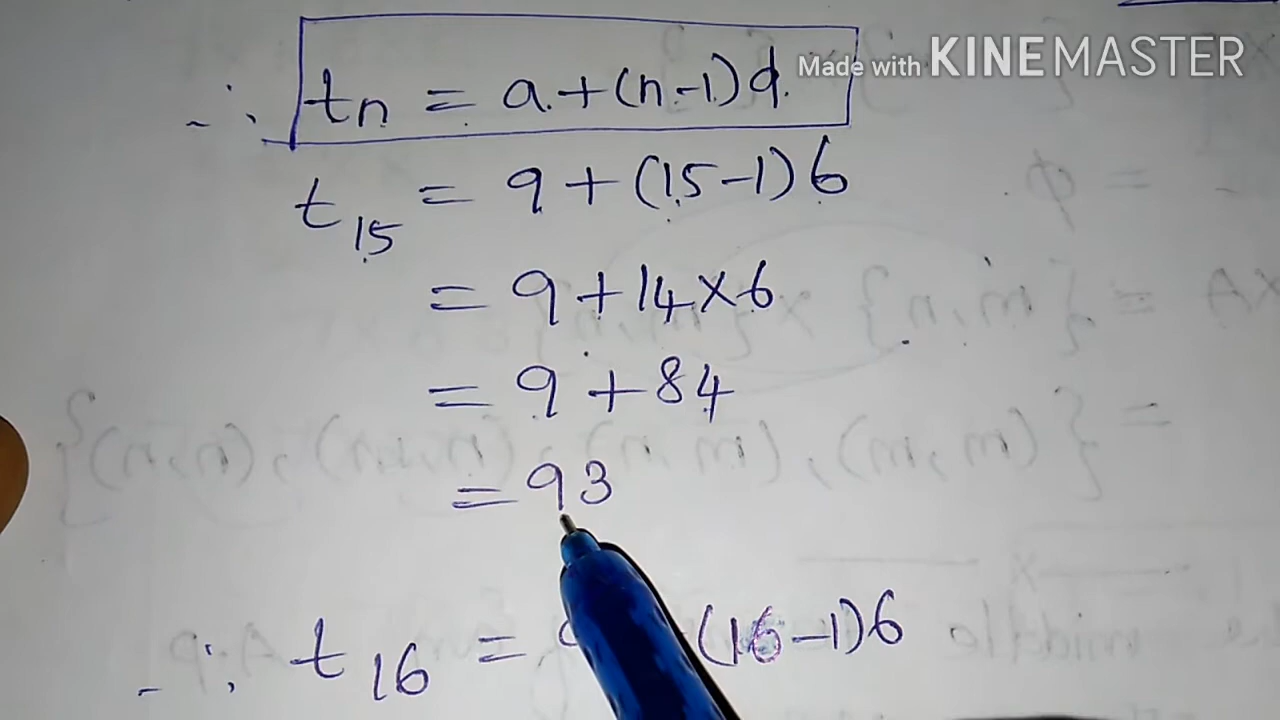 Made with KINEMASTER
∴ tn = a + (n-1)d
t15 = 9 + (15-1)6
= 9 + 14 × 6
= 9 + 84
= 93
∴ t16 = (16-1)6